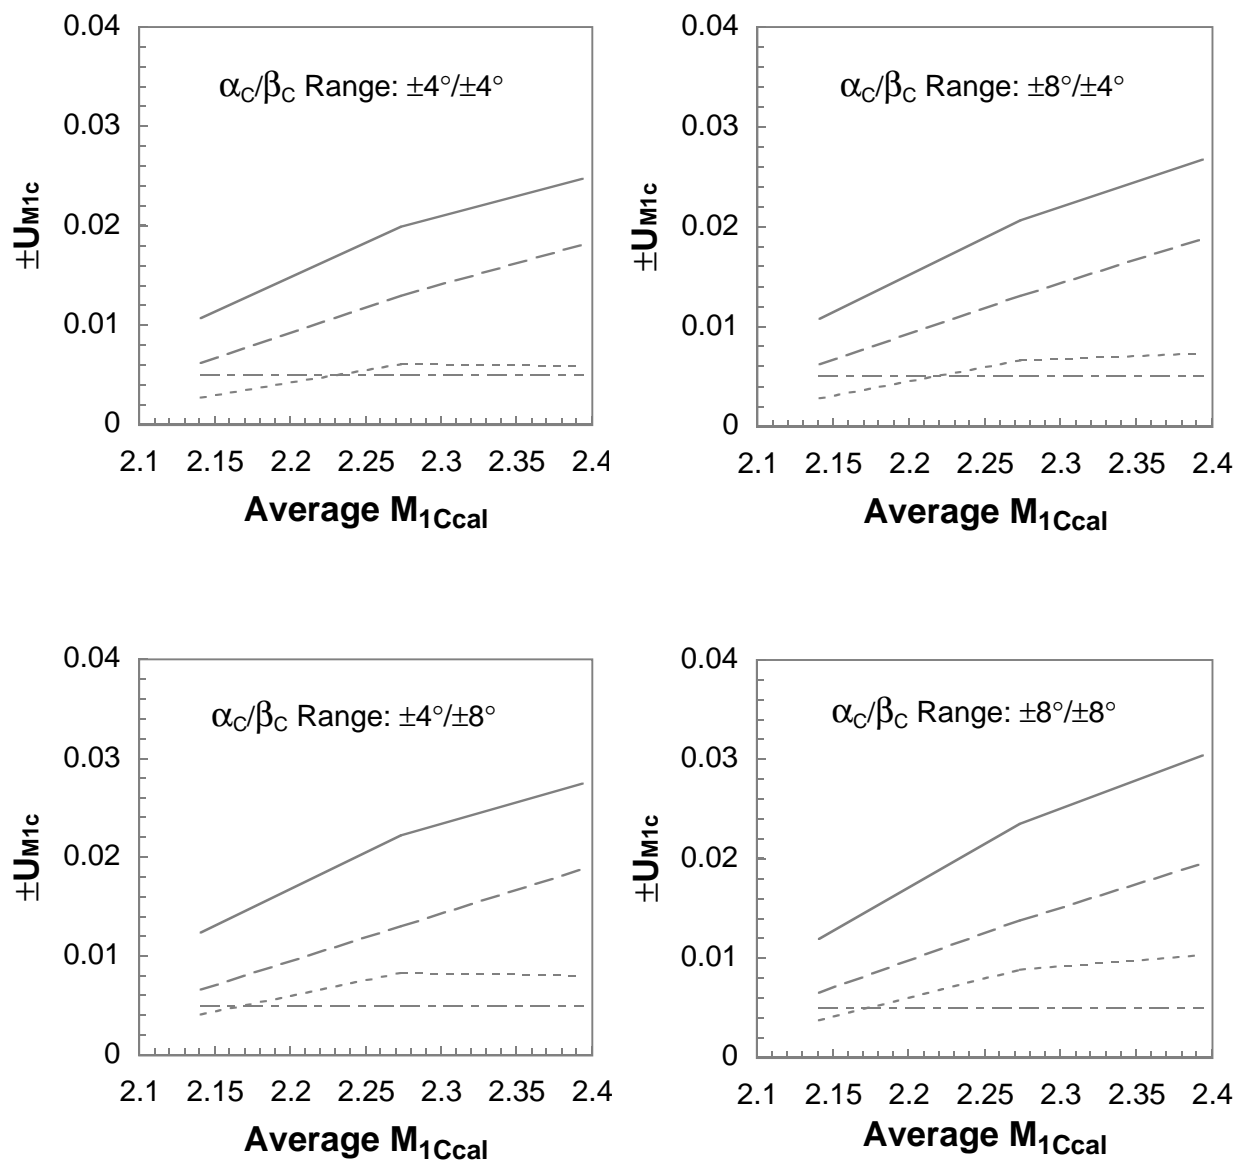 0.04
0.03
0.02
0.01
0
±UM1c
αC/βC Range: ±4°/±4°
2.1 2.15 2.2 2.25 2.3 2.35 2.4
Average M1Ccal
0.04
0.03
0.02
0.01
0
±UM1c
αC/βC Range: ±8°/±4°
2.1 2.15 2.2 2.25 2.3 2.35 2.4
Average M1Ccal
0.04
0.03
0.02
0.01
0
±UM1c
αC/βC Range: ±4°/±8°
2.1 2.15 2.2 2.25 2.3 2.35 2.4
Average M1Ccal
0.04
0.03
0.02
0.01
0
±UM1c
αC/βC Range: ±8°/±8°
2.1 2.15 2.2 2.25 2.3 2.35 2.4
Average M1Ccal